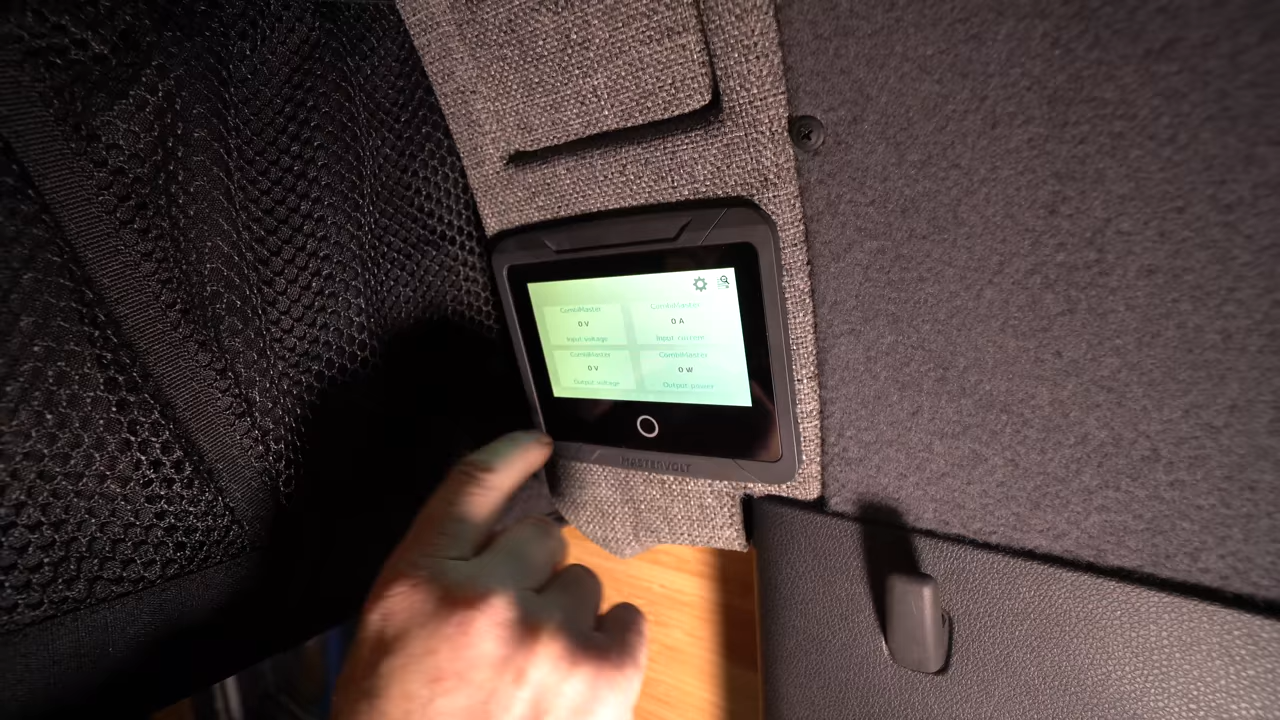 CombiMaster
0 V
Input voltage
CombiMaster
0 A
Input current
CombiMaster
0 V
Output voltage
CombiMaster
0 W
Output power
MASTERVOLT